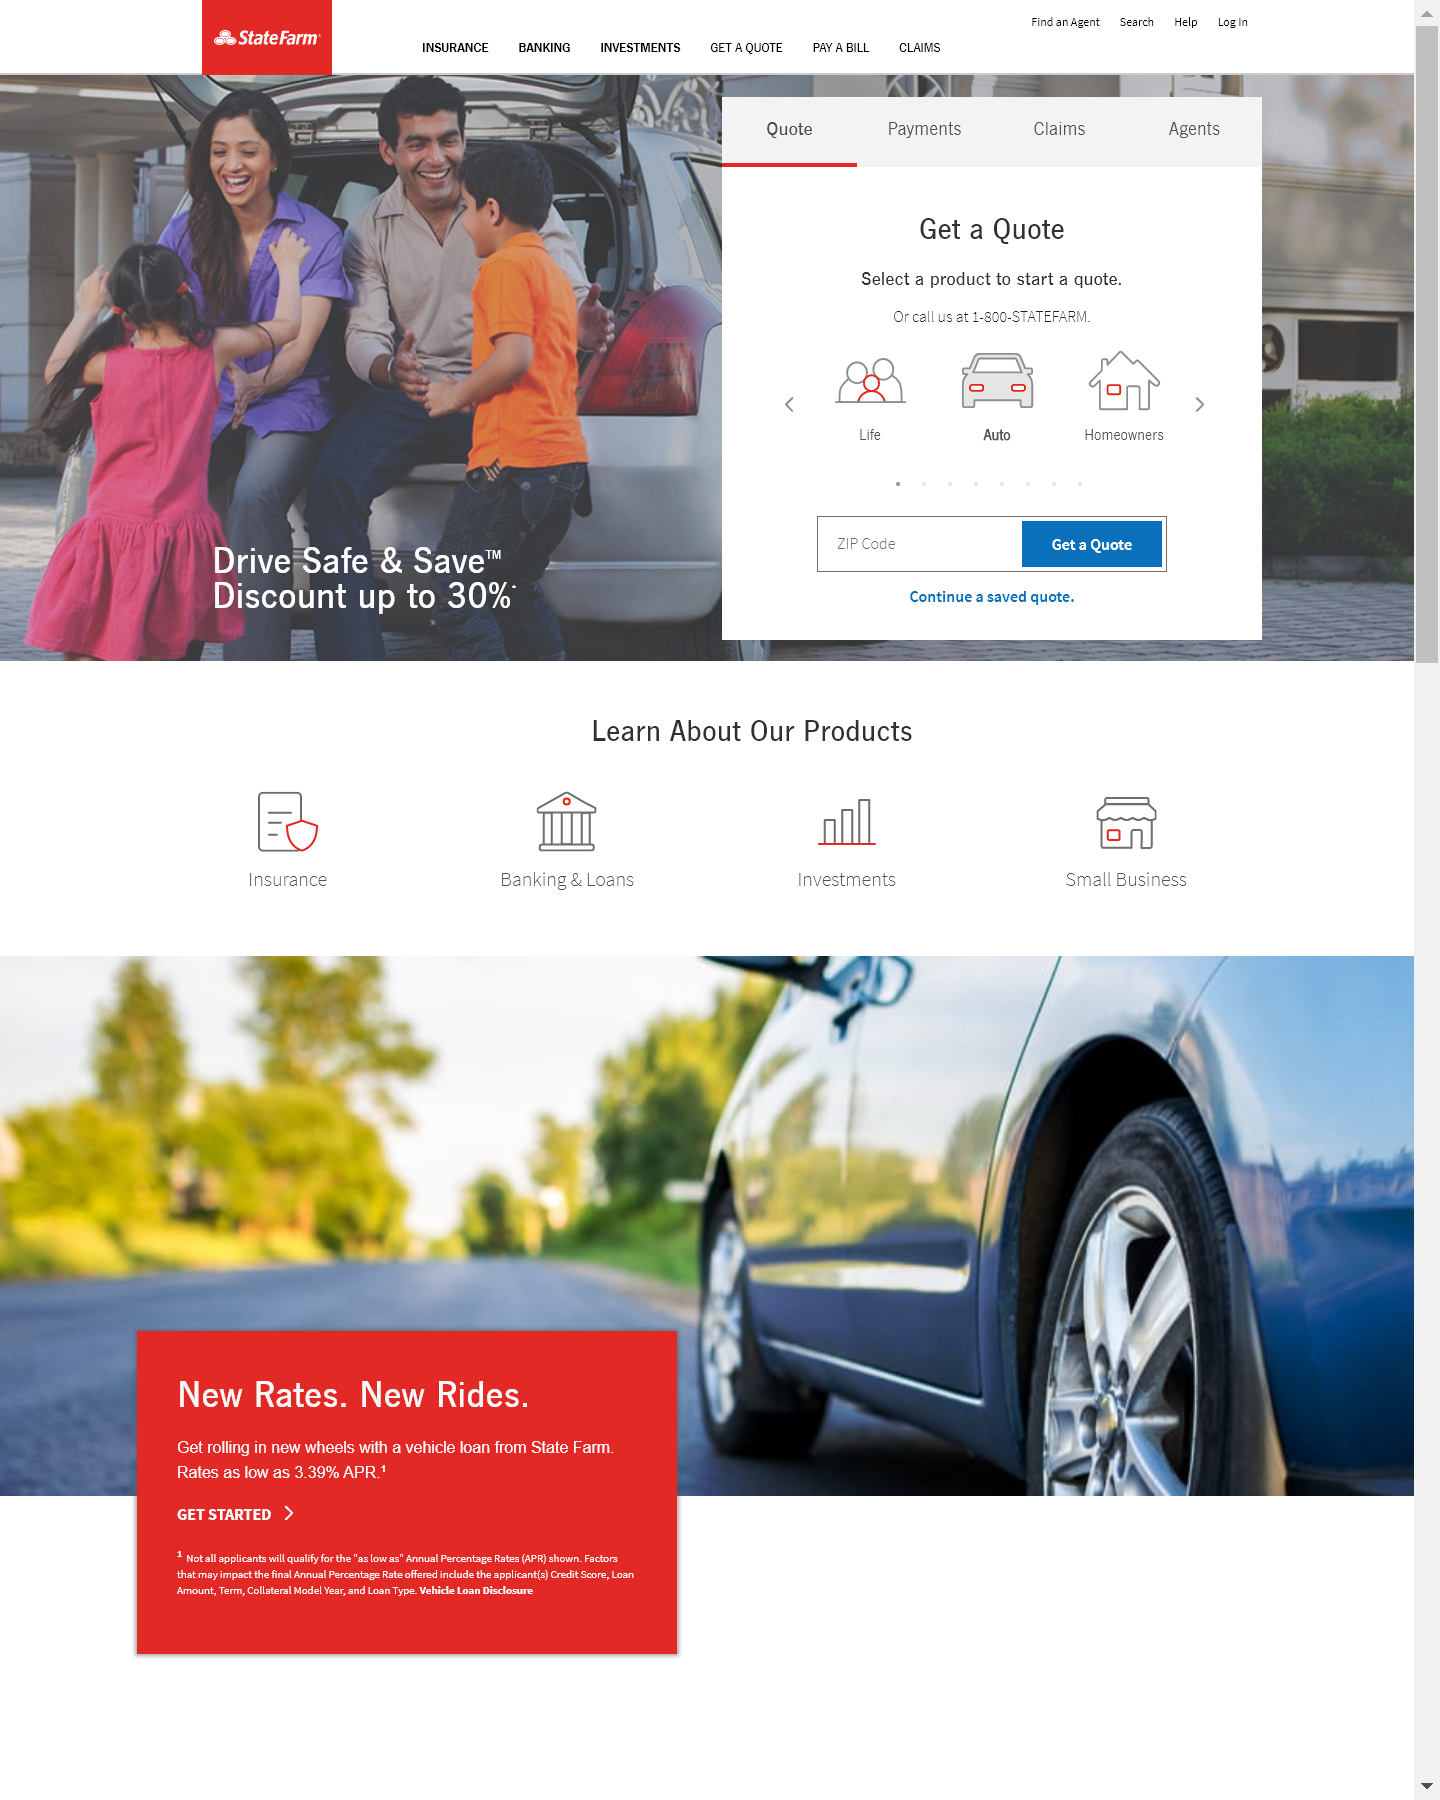 StateFarm®
Find an Agent Search Help Log In
INSURANCE BANKING INVESTMENTS GET A QUOTE PAY A BILL CLAIMS
Quote Payments Claims Agents
Get a Quote
Select a product to start a quote.
Or call us at 1-800-STATEFARM.
Life Auto Homeowners
ZIP Code Get a Quote
Continue a saved quote.
Drive Safe & Save™
Discount up to 30%*
Learn About Our Products
Insurance Banking & Loans Investments Small Business
New Rates. New Rides.
Get rolling in new wheels with a vehicle loan from State Farm.
Rates as low as 3.39% APR.¹
GET STARTED
¹ Not all applicants will qualify for the "as low as" Annual Percentage Rates (APR) shown. Factors
that may impact the final Annual Percentage Rate offered include the applicant(s) Credit Score, Loan
Amount, Term, Collateral Model Year, and Loan Type. Vehicle Loan Disclosure